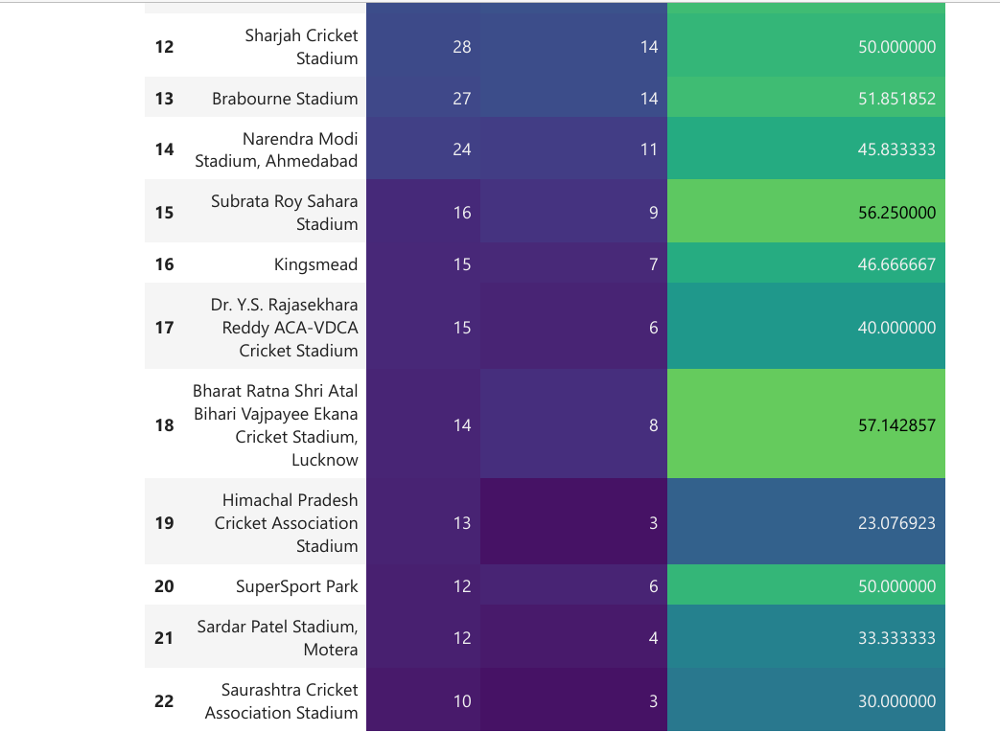 12 Sharjah Cricket Stadium 28 14 50.000000
13 Brabourne Stadium 27 14 51.851852
14 Narendra Modi Stadium, Ahmedabad 24 11 45.833333
15 Subrata Roy Sahara Stadium 16 9 56.250000
16 Kingsmead 15 7 46.666667
17 Dr. Y.S. Rajasekhara Reddy ACA-VDCA Cricket Stadium 15 6 40.000000
18 Bharat Ratna Shri Atal Bihari Vajpayee Ekana Cricket Stadium, Lucknow 14 8 57.142857
19 Himachal Pradesh Cricket Association Stadium 13 3 23.076923
20 SuperSport Park 12 6 50.000000
21 Sardar Patel Stadium, Motera 12 4 33.333333
22 Saurashtra Cricket Association Stadium 10 3 30.000000